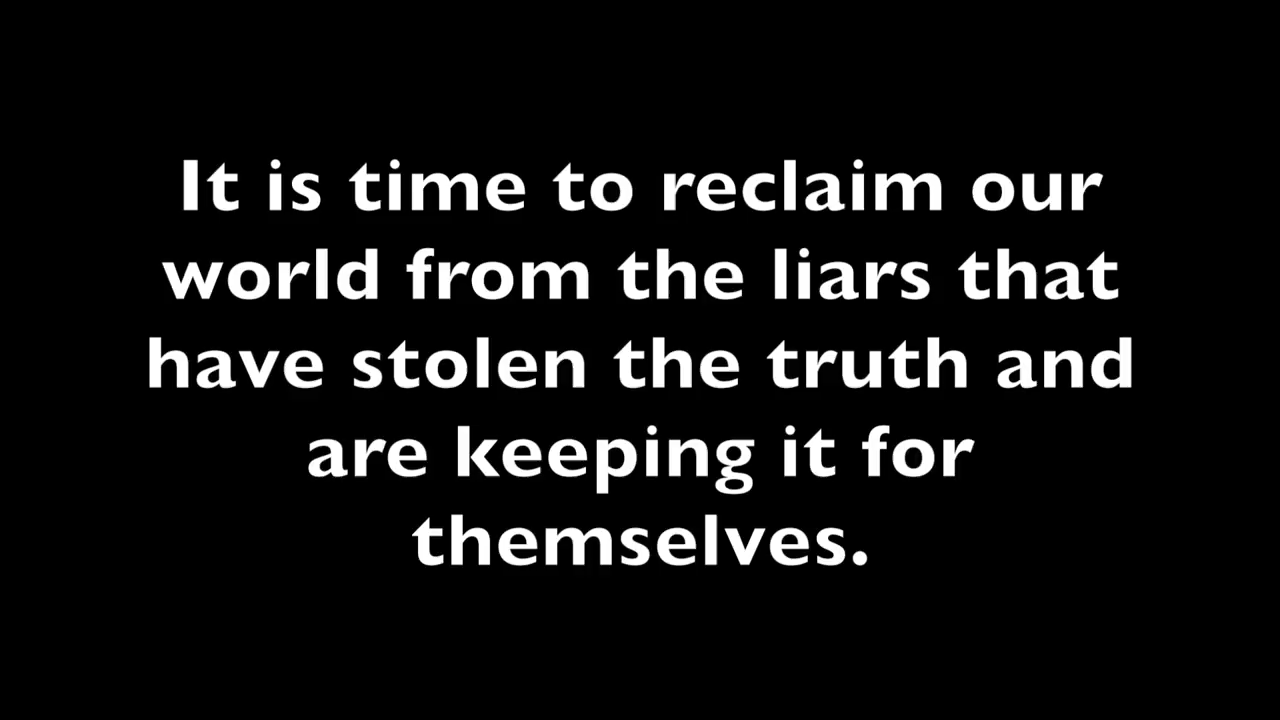 It is time to reclaim our
world from the liars that
have stolen the truth and
are keeping it for
themselves.